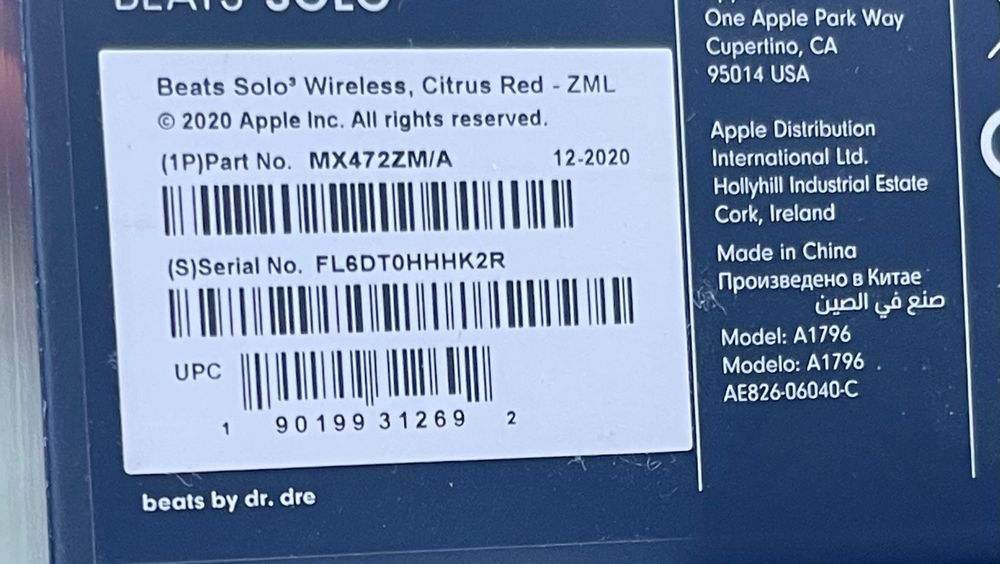 BEATS SOLO
Beats Solo³ Wireless, Citrus Red - ZML
© 2020 Apple Inc. All rights reserved.
(1P)Part No. MX472ZM/A 12-2020
(S)Serial No. FL6DT0HHHK2R
UPC
1 90199 31269 2
beats by dr. dre
One Apple Park Way
Cupertino, CA
95014 USA
Apple Distribution
International Ltd.
Hollyhill Industrial Estate
Cork, Ireland
Made in China
Произведено в Китае
صنع في الصين
Model: A1796
Modelo: A1796
AE826-06040-C